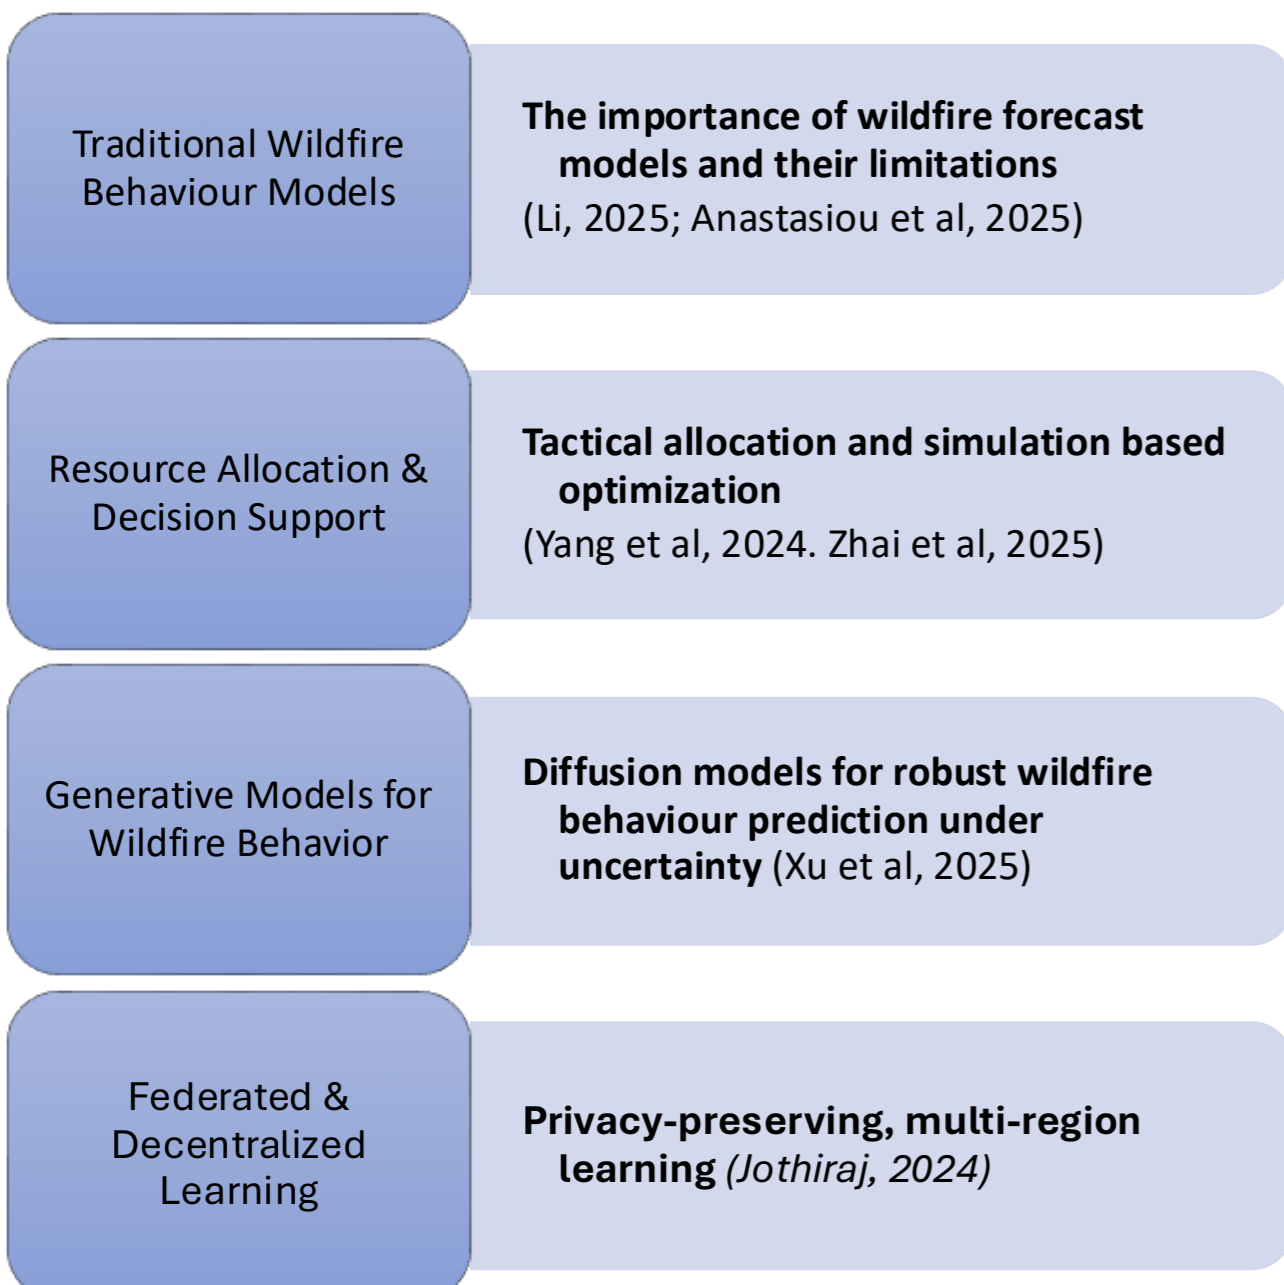 Traditional Wildfire
Behaviour Models
The importance of wildfire forecast
models and their limitations
(Li, 2025; Anastasiou et al, 2025)
Resource Allocation &
Decision Support
Tactical allocation and simulation based
optimization
(Yang et al, 2024. Zhai et al, 2025)
Generative Models for
Wildfire Behavior
Diffusion models for robust wildfire
behaviour prediction under
uncertainty (Xu et al, 2025)
Federated &
Decentralized
Learning
Privacy-preserving, multi-region
learning (Jothiraj, 2024)